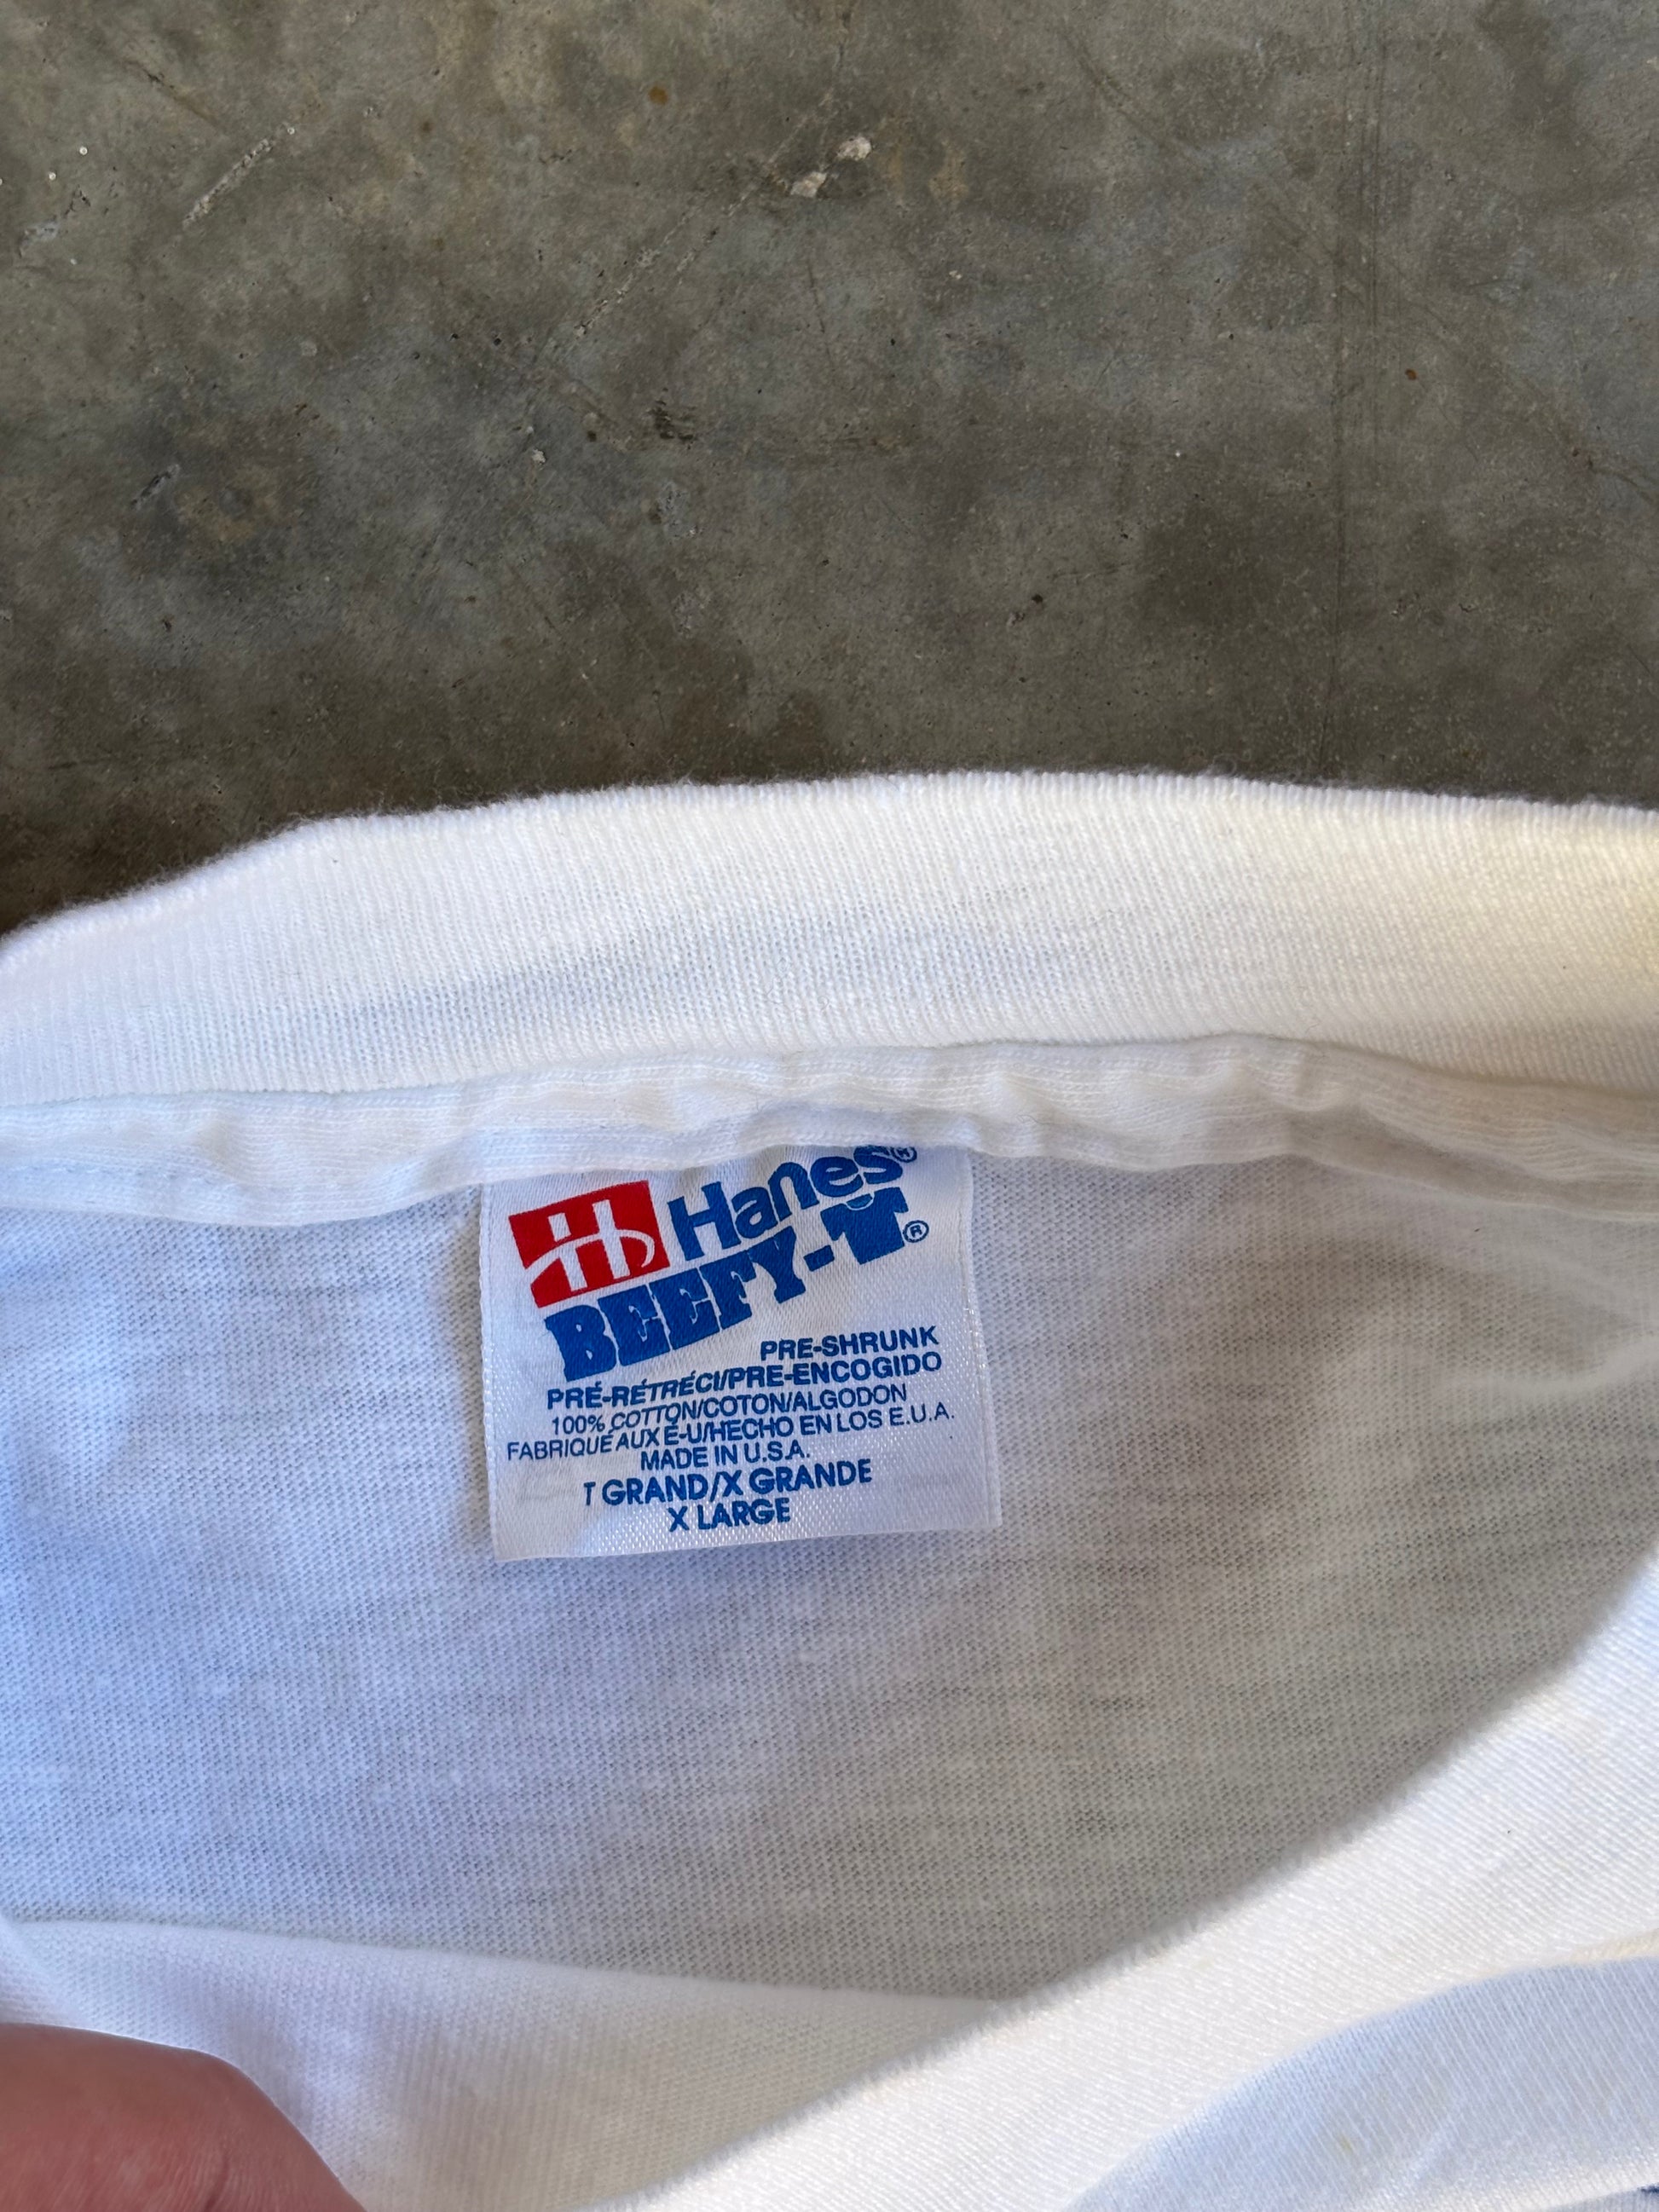 Hanes®
BEEFY-T®
PRE-SHRUNK
PRÉ-RÉTRÉCI/PRE-ENCOGIDO
100% COTTON/COTON/ALGODON
FABRIQUÉ AUX É-U/HECHO EN LOS E.U.A.
MADE IN U.S.A.
T GRAND/X GRANDE
X LARGE